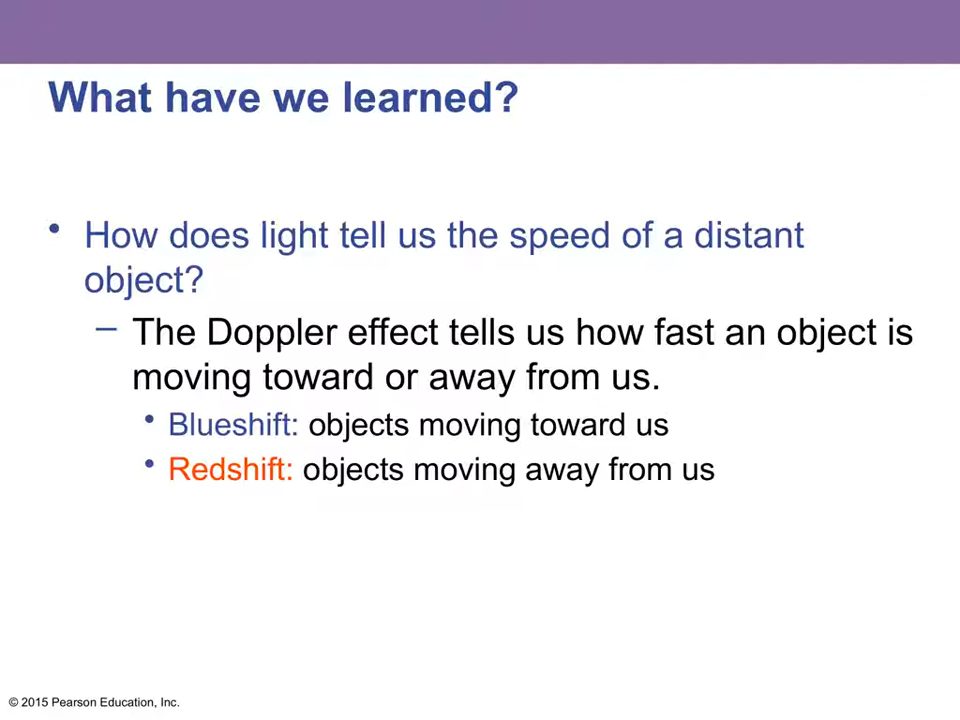 What have we learned?
• How does light tell us the speed of a distant
object?
– The Doppler effect tells us how fast an object is
moving toward or away from us.
• Blueshift: objects moving toward us
• Redshift: objects moving away from us
© 2015 Pearson Education, Inc.